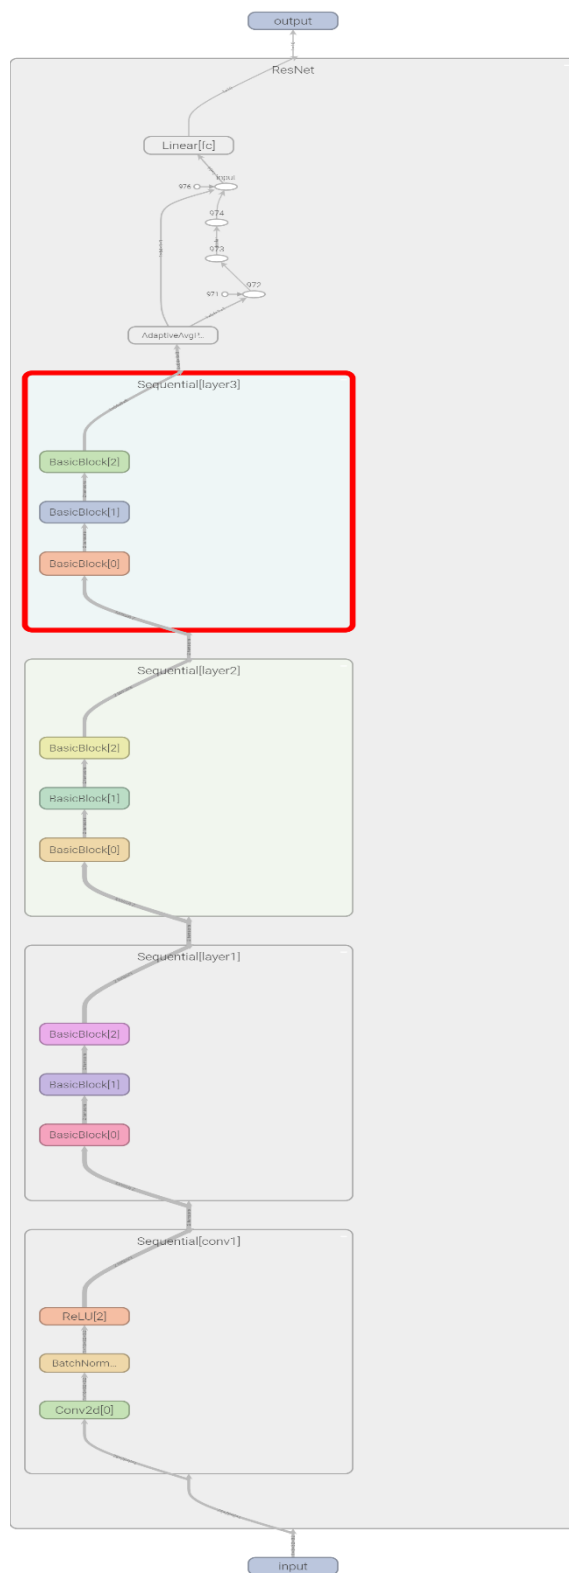 output
ResNet
Linear[fc]
input
976
974
973
972
971
AdaptiveAvgP...
Sequential[layer3]
BasicBlock[2]
BasicBlock[1]
BasicBlock[0]
Sequential[layer2]
BasicBlock[2]
BasicBlock[1]
BasicBlock[0]
Sequential[layer1]
BasicBlock[2]
BasicBlock[1]
BasicBlock[0]
Sequential[conv1]
ReLU[2]
BatchNorm...
Conv2d[0]
input